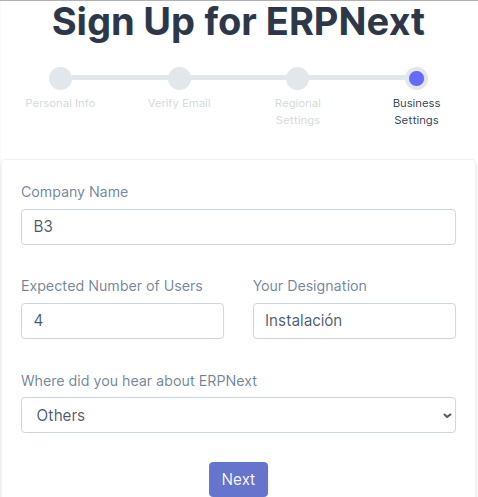 Sign Up for ERPNext
Personal Info
Verify Email
Regional Settings
Business Settings
Company Name
B3
Expected Number of Users
Your Designation
4
Instalación
Where did you hear about ERPNext
Others
Next